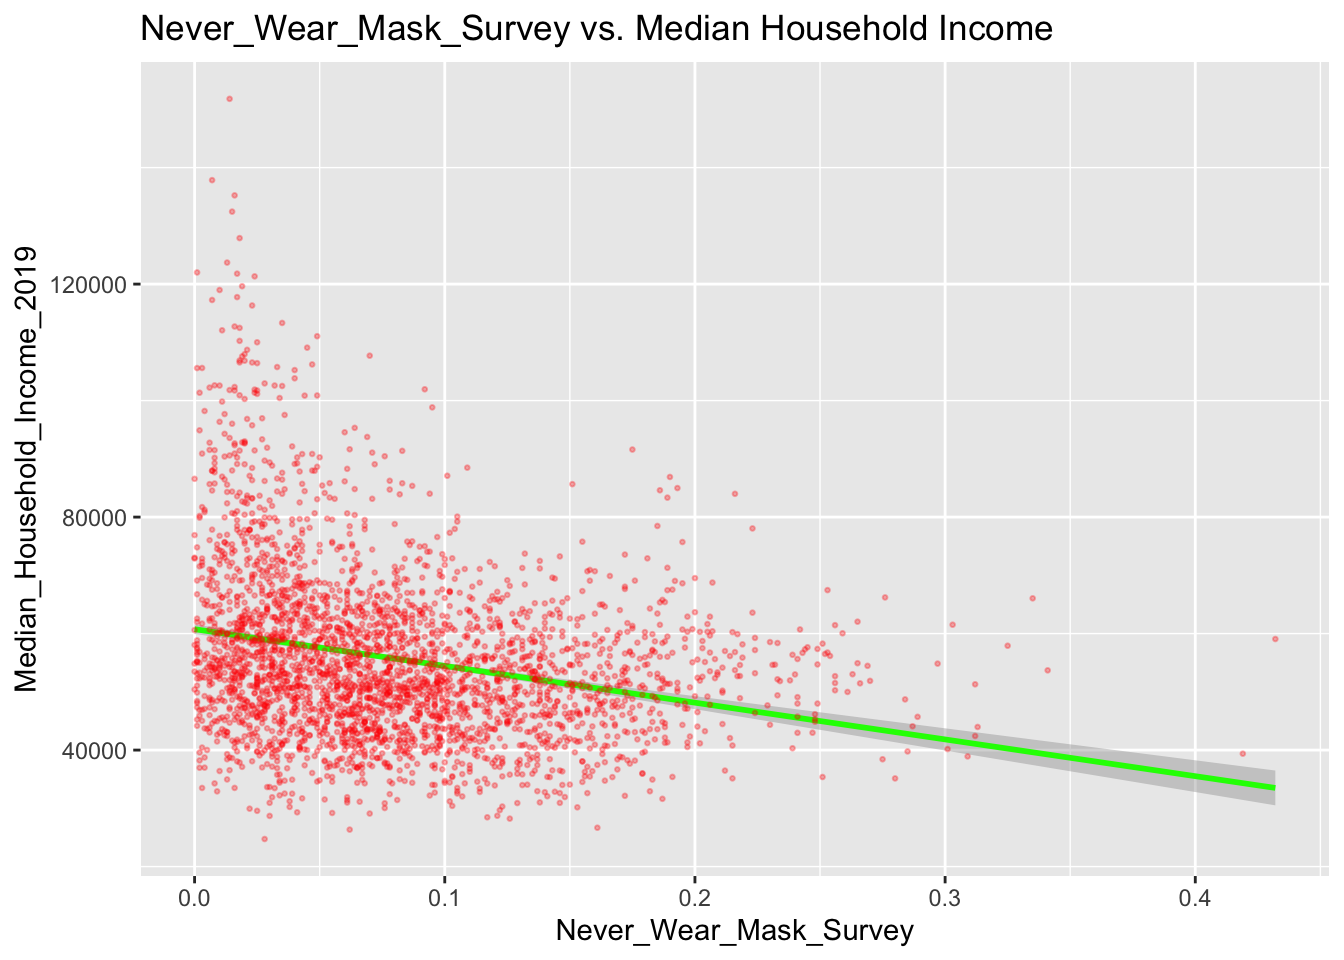 Never_Wear_Mask_Survey vs. Median Household Income
Median_Household_Income_2019
120000
80000
40000
0.0 0.1 0.2 0.3 0.4
Never_Wear_Mask_Survey